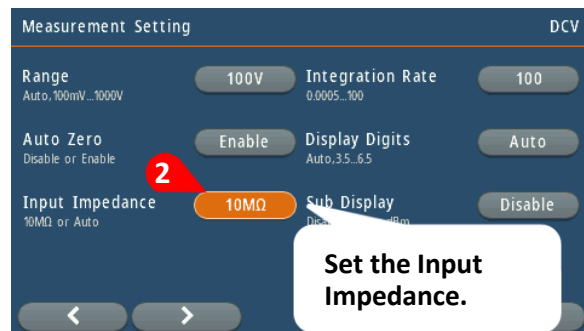 Measurement Setting DCV
Range 100V Integration Rate 100
Auto,100mV...1000V 0.0005...100
Auto Zero Enable Display Digits Auto
Disable or Enable Auto,3.5...6.5
2
Input Impedance 10MΩ Sub Display Disable
10MΩ or Auto
Set the Input
Impedance.